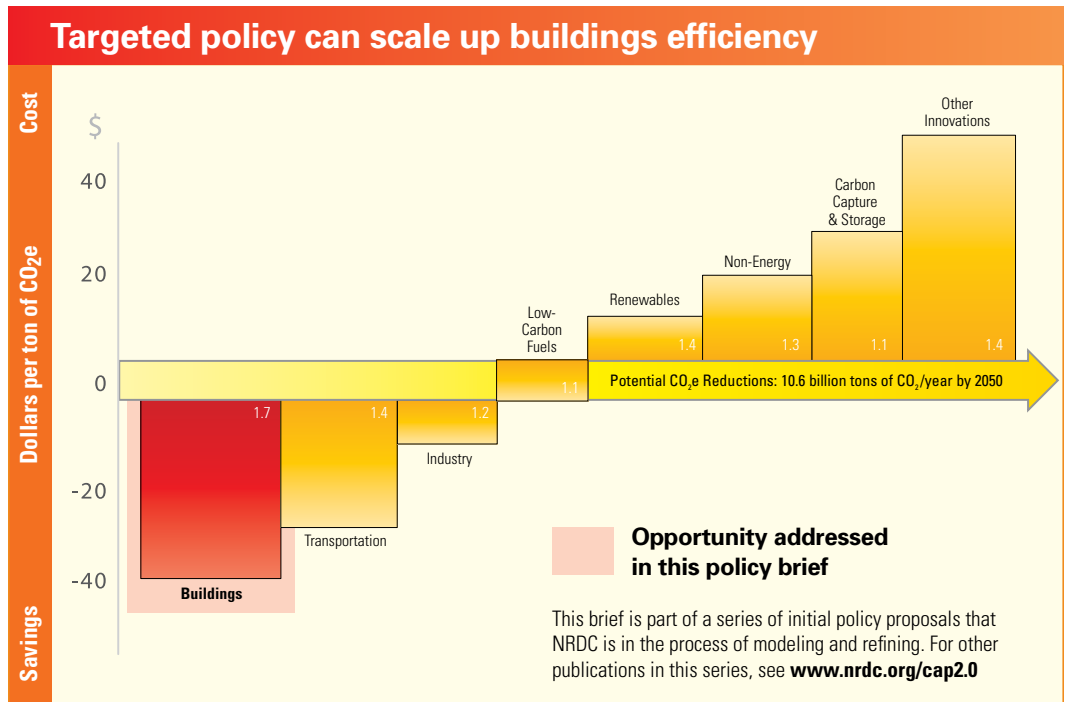 Targeted policy can scale up buildings efficiency
Cost
Dollars per ton of CO₂e
Savings
$
40
20
0
-20
-40
Other
Innovations
Carbon
Capture
& Storage
Non-Energy
Renewables
Low-
Carbon
Fuels
1.4
1.3
1.1
1.4
1.1
Potential CO₂e Reductions: 10.6 billion tons of CO₂/year by 2050
1.7
1.4
1.2
Industry
Transportation
Buildings
Opportunity addressed
in this policy brief
This brief is part of a series of initial policy proposals that
NRDC is in the process of modeling and refining. For other
publications in this series, see www.nrdc.org/cap2.0